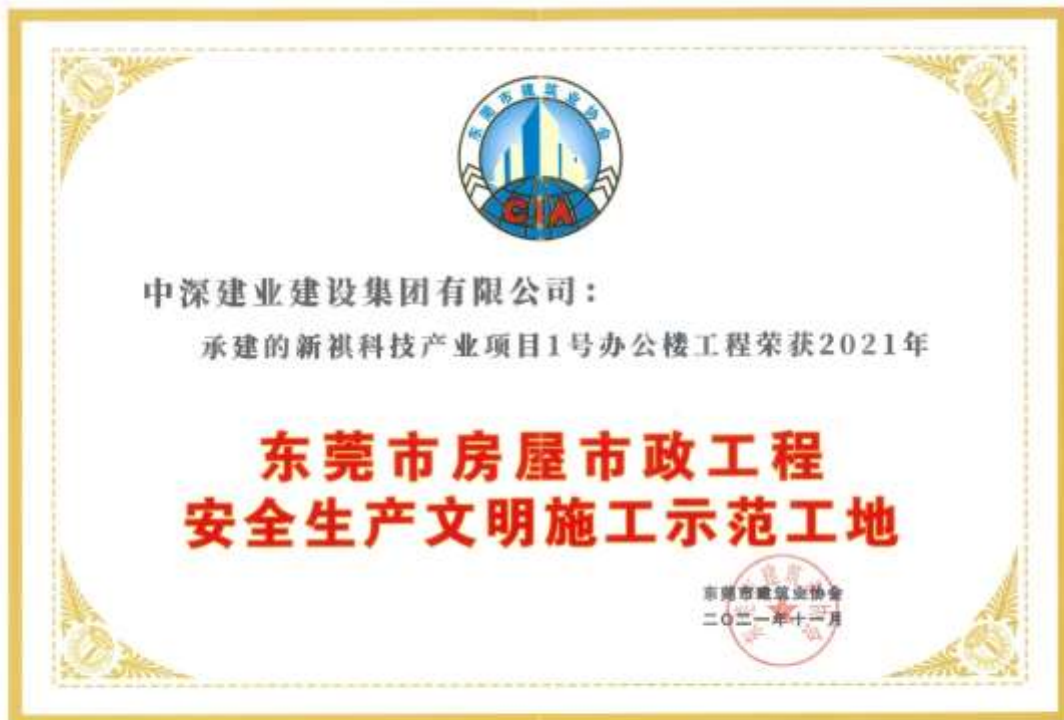 东莞市建筑业协会
CIA
中深建业建设集团有限公司：
承建的新祺科技产业项目1号办公楼工程荣获2021年
东莞市房屋市政工程
安全生产文明施工示范工地
东莞市建筑业协会
二〇二一年十一月